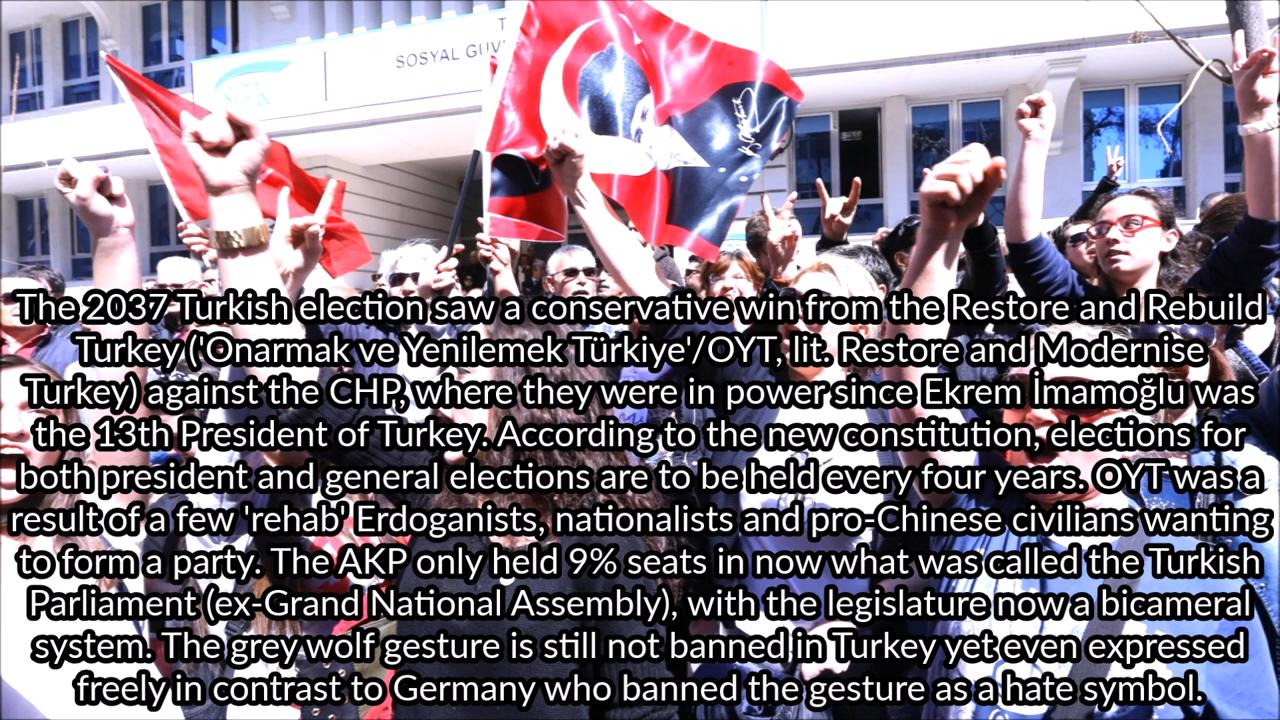 SOSYAL GÜV
The 2037 Turkish election saw a conservative win from the Restore and Rebuild
Turkey ('Onarmak ve Yenilemek Türkiye'/OYT, lit. Restore and Modernise
Turkey) against the CHP, where they were in power since Ekrem İmamoğlu was
the 13th President of Turkey. According to the new constitution, elections for
both president and general elections are to be held every four years. OYT was a
result of a few 'rehab' Erdoganists, nationalists and pro-Chinese civilians wanting
to form a party. The AKP only held 9% seats in now what was called the Turkish
Parliament (ex-Grand National Assembly), with the legislature now a bicameral
system. The grey wolf gesture is still not banned in Turkey yet even expressed
freely in contrast to Germany who banned the gesture as a hate symbol.